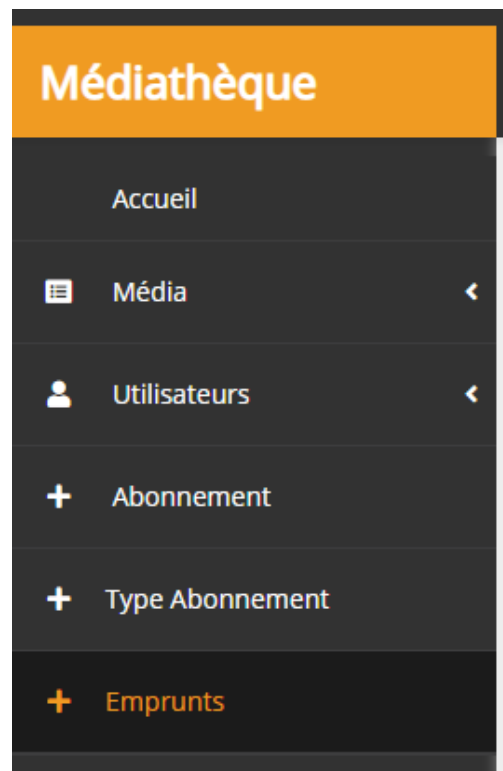 Médiathèque
Accueil
Média
Utilisateurs
Abonnement
Type Abonnement
Emprunts